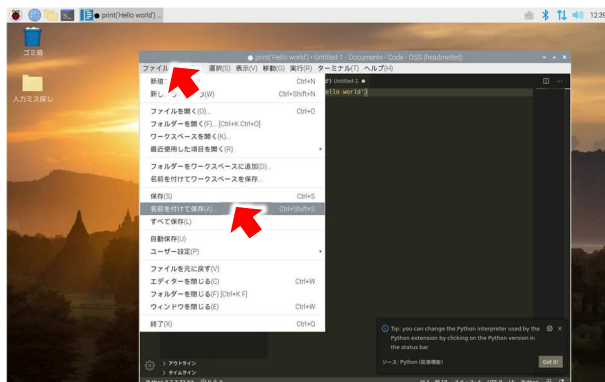 print('Hello world') ...
12:39
ゴミ箱
入力ミス探し
print('Hello world') • Untitled-1 - Documents - Code - OSS (headmelted)
ファイル 選択(S) 表示(V) 移動(G) 実行(R) ターミナル(T) ヘルプ(H)
Ctrl+N
Untitled-1 ●
(W) Ctrl+Shift+N
ello world')
ファイルを開く(O)... Ctrl+O
フォルダーを開く(F)... [Ctrl+K Ctrl+O]
ワークスペースを開く(K)...
最近使用した項目を開く(R)
フォルダーをワークスペースに追加(D)...
名前を付けてワークスペースを保存...
保存(S) Ctrl+S
名前を付けて保存(A)... Ctrl+Shift+S
すべて保存(L)
自動保存(U)
ユーザー設定(P)
ファイルを元に戻す(V)
エディターを閉じる(C) Ctrl+W
フォルダーを閉じる(F) [Ctrl+K F]
ウィンドウを閉じる(E) Ctrl+W
終了(X) Ctrl+Q
Tip: you can change the Python interpreter used by the
Python extension by clicking on the Python version in
the status bar
ソース: Python (拡張機能)
Got it!
アウトライン
タイムライン